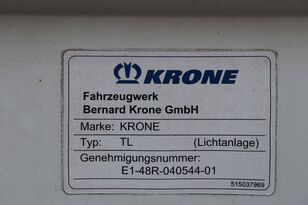 KRONE
Fahrzeugwerk
Bernard Krone GmbH
Marke: KRONE
Typ: TL (Lichtanlage)
Genehmigungsnummer:
E1-48R-040544-01
515037969